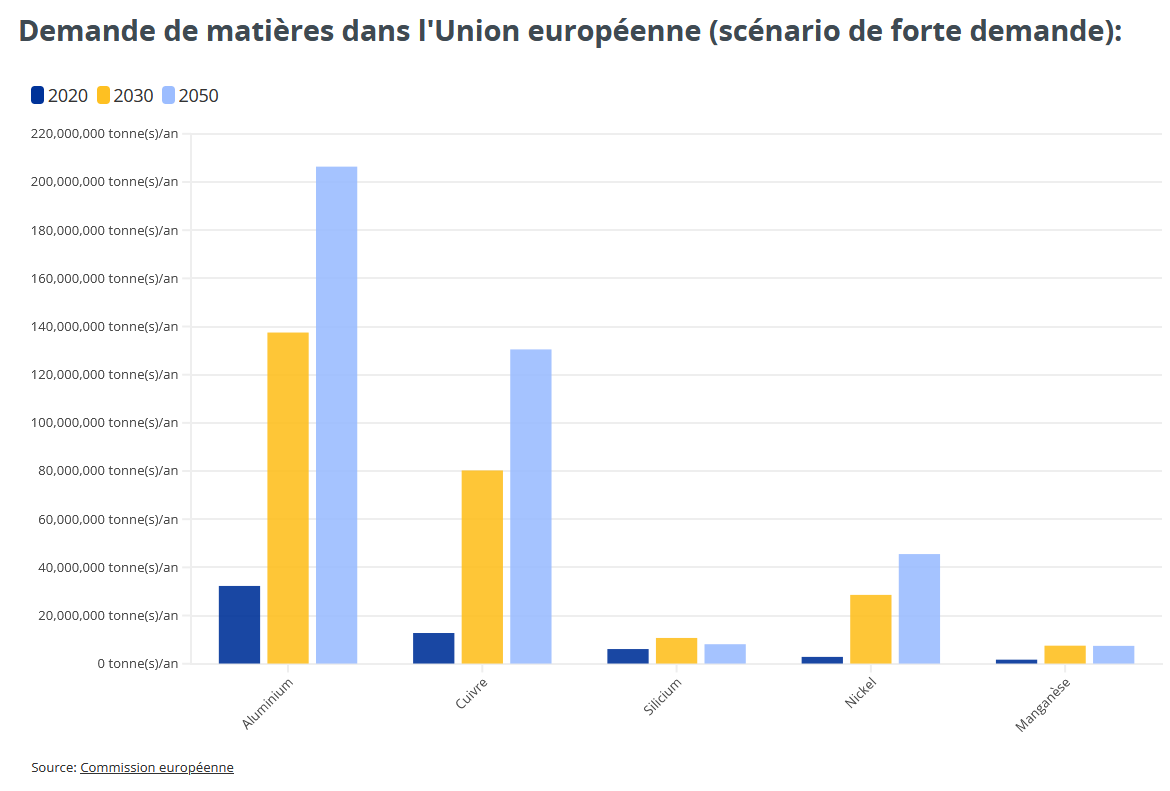 Demande de matières dans l'Union européenne (scénario de forte demande):
2020 2030 2050
220,000,000 tonne(s)/an
200,000,000 tonne(s)/an
180,000,000 tonne(s)/an
160,000,000 tonne(s)/an
140,000,000 tonne(s)/an
120,000,000 tonne(s)/an
100,000,000 tonne(s)/an
80,000,000 tonne(s)/an
60,000,000 tonne(s)/an
40,000,000 tonne(s)/an
20,000,000 tonne(s)/an
0 tonne(s)/an
Aluminium
Cuivre
Silicium
Nickel
Manganèse
Source: Commission européenne